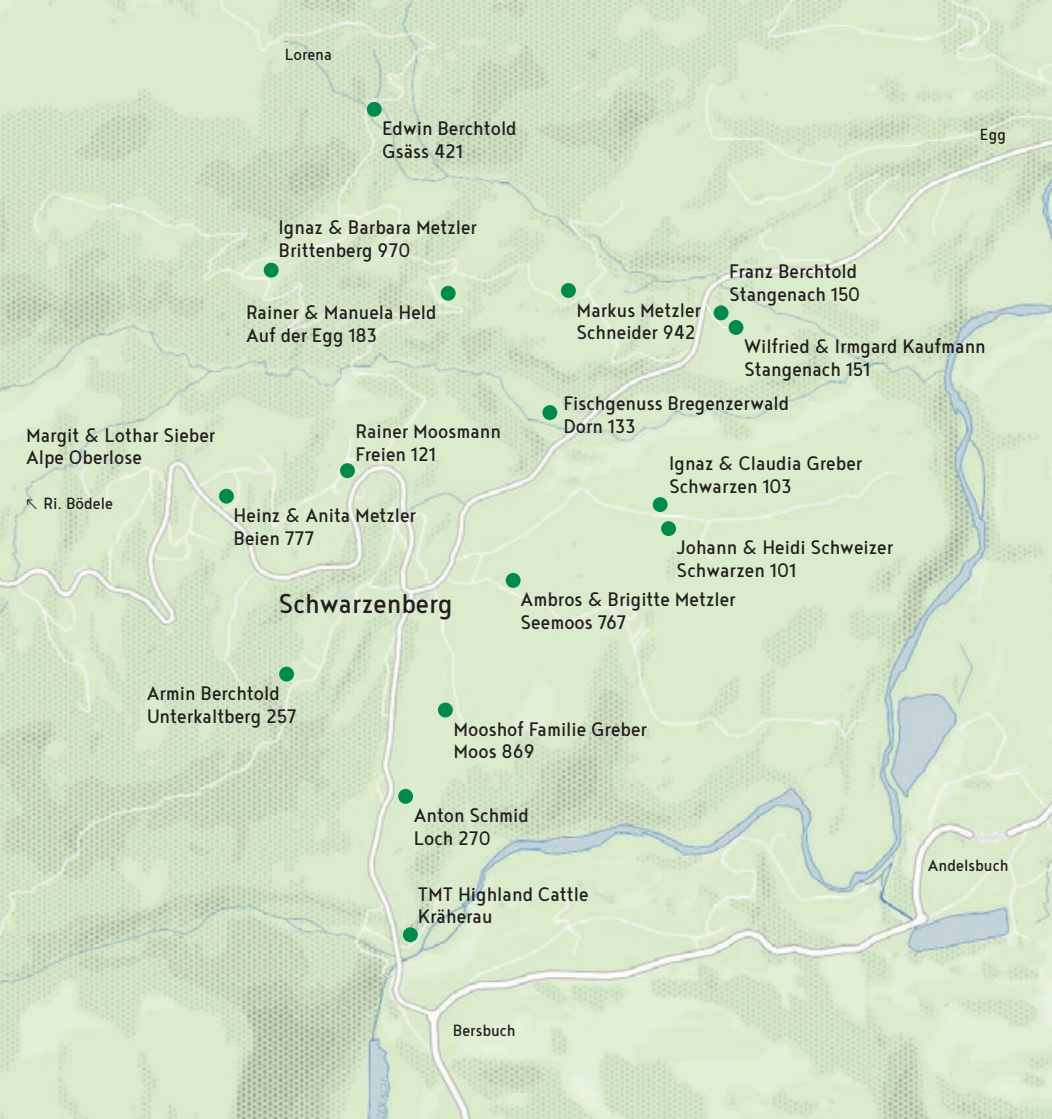 Lorena
Edwin Berchtold
Gsäss 421
Egg
Ignaz & Barbara Metzler
Brittenberg 970
Franz Berchtold
Stangenach 150
Rainer & Manuela Held
Auf der Egg 183
Markus Metzler
Schneider 942
Wilfried & Irmgard Kaufmann
Stangenach 151
Fischgenuss Bregenzerwald
Dorn 133
Margit & Lothar Sieber
Alpe Oberlose
Rainer Moosmann
Freien 121
Ignaz & Claudia Greber
Schwarzen 103
↖ Ri. Bödele
Heinz & Anita Metzler
Beien 777
Johann & Heidi Schweizer
Schwarzen 101
Schwarzenberg
Ambros & Brigitte Metzler
Seemoos 767
Armin Berchtold
Unterkaltberg 257
Mooshof Familie Greber
Moos 869
Anton Schmid
Loch 270
Andelsbuch
TMT Highland Cattle
Kräherau
Bersbuch